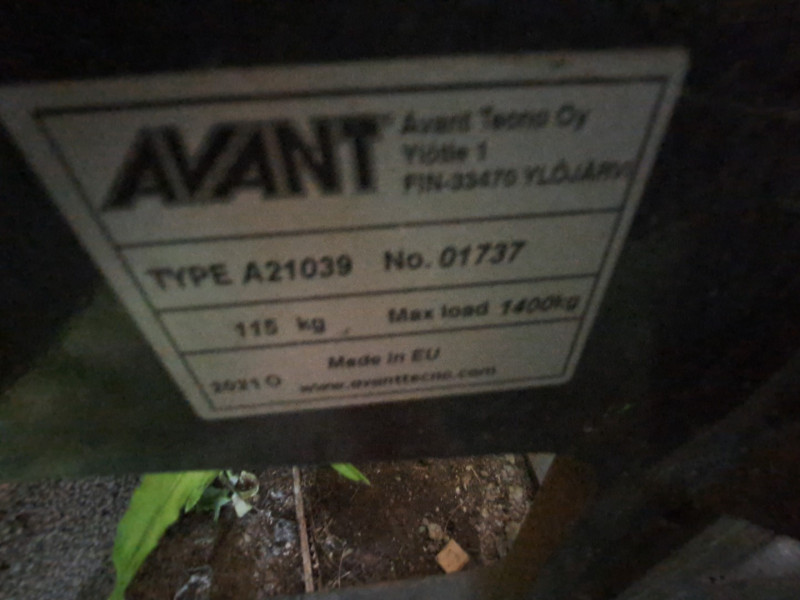 AVANT®
Avant Tecno Oy
Ylötie 1
FIN-33470 YLÖJÄRVI
TYPE A21039 No. 01737
115 kg Max load 1400kg
Made in EU
2021 www.avanttecno.com